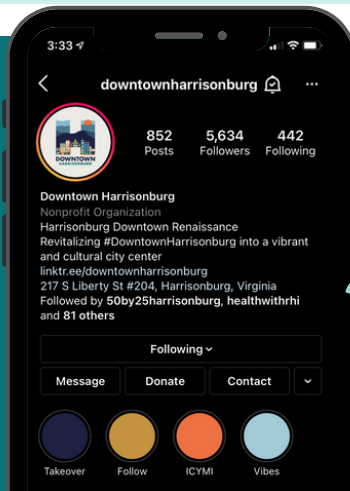 3:33
downtownharrisonburg
852 5,634 442
Posts Followers Following
DOWNTOWN
HARRISONBURG
Downtown Harrisonburg
Nonprofit Organization
Harrisonburg Downtown Renaissance
Revitalizing #DowntownHarrisonburg into a vibrant
and cultural city center
linktr.ee/downtownharrisonburg
217 S Liberty St #204, Harrisonburg, Virginia
Followed by 50by25harrisonburg, healthwithrhi
and 81 others
Following
Message Donate Contact
Takeover Follow ICYMI Vibes